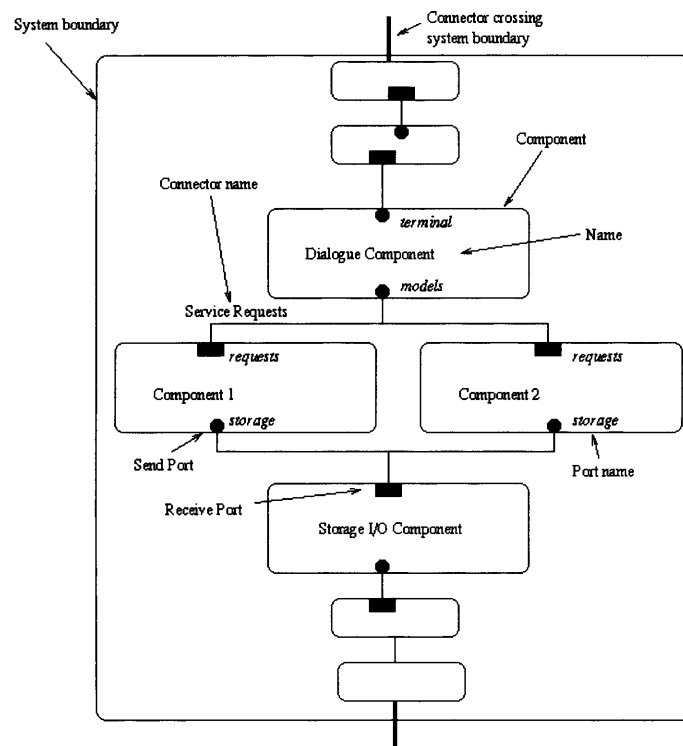 System boundary
Connector crossing
system boundary
Component
Connector name
terminal
Name
Dialogue Component
models
Service Requests
requests
requests
Component 1
Component 2
storage
storage
Send Port
Port name
Receive Port
Storage I/O Component